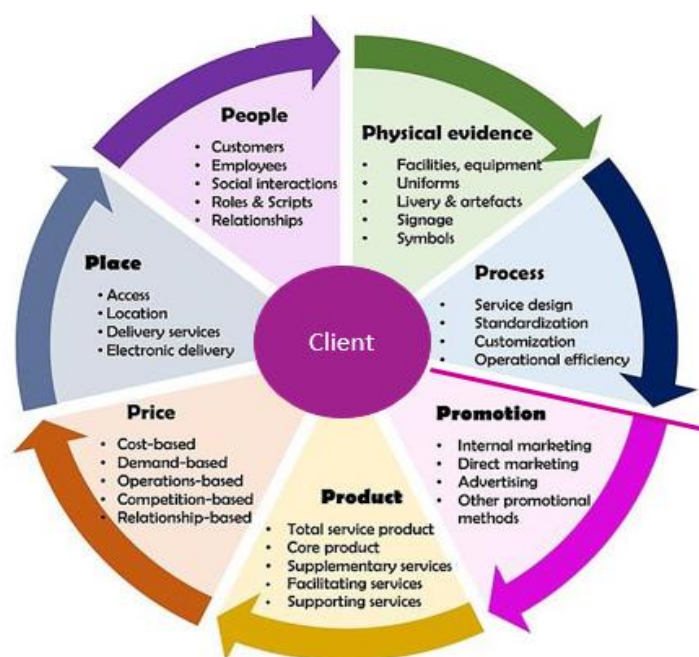 People
• Customers
• Employees
• Social interactions
• Roles & Scripts
• Relationships
Physical evidence
• Facilities, equipment
• Uniforms
• Livery & artefacts
• Signage
• Symbols
Process
• Service design
• Standardization
• Customization
• Operational efficiency
Promotion
• Internal marketing
• Direct marketing
• Advertising
• Other promotional
methods
Product
• Total service product
• Core product
• Supplementary services
• Facilitating services
• Supporting services
Price
• Cost-based
• Demand-based
• Operations-based
• Competition-based
• Relationship-based
Place
• Access
• Location
• Delivery services
• Electronic delivery
Client